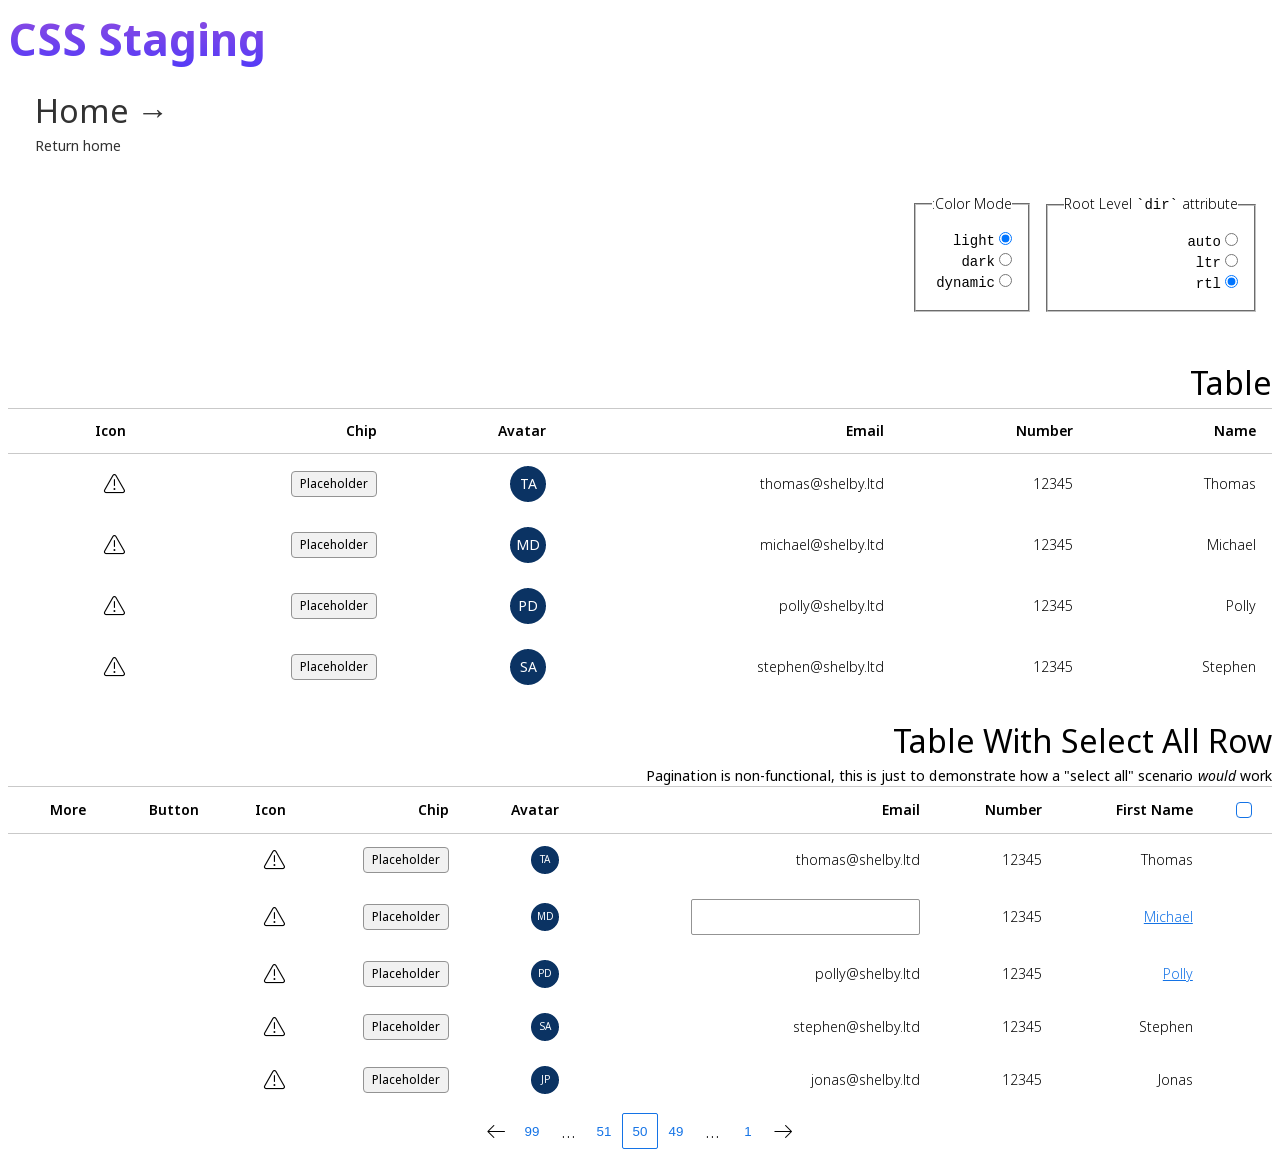 CSS Staging
Home →
Return home
Root Level `dir` attribute
auto
ltr
rtl
:Color Mode
light
dark
dynamic
Table
Icon Chip Avatar Email Number Name
Placeholder TA thomas@shelby.ltd 12345 Thomas
Placeholder MD michael@shelby.ltd 12345 Michael
Placeholder PD polly@shelby.ltd 12345 Polly
Placeholder SA stephen@shelby.ltd 12345 Stephen
Table With Select All Row
Pagination is non-functional, this is just to demonstrate how a "select all" scenario would work
More Button Icon Chip Avatar Email Number First Name
Placeholder TA thomas@shelby.ltd 12345 Thomas
Placeholder MD 12345 Michael
Placeholder PD polly@shelby.ltd 12345 Polly
Placeholder SA stephen@shelby.ltd 12345 Stephen
Placeholder JP jonas@shelby.ltd 12345 Jonas
← 99 ... 51 50 49 ... 1 →